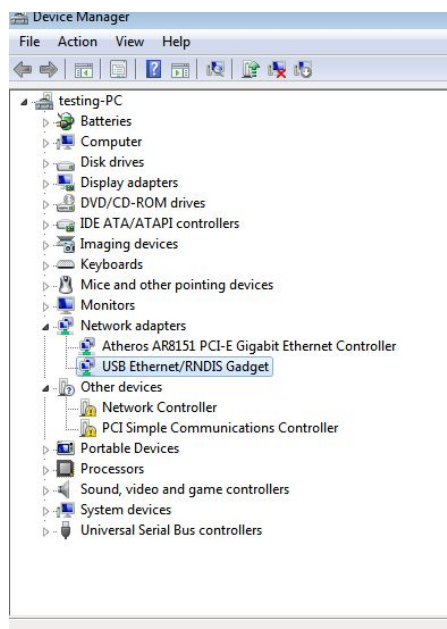 Device Manager
File Action View Help
testing-PC
Batteries
Computer
Disk drives
Display adapters
DVD/CD-ROM drives
IDE ATA/ATAPI controllers
Imaging devices
Keyboards
Mice and other pointing devices
Monitors
Network adapters
Atheros AR8151 PCI-E Gigabit Ethernet Controller
USB Ethernet/RNDIS Gadget
Other devices
Network Controller
PCI Simple Communications Controller
Portable Devices
Processors
Sound, video and game controllers
System devices
Universal Serial Bus controllers